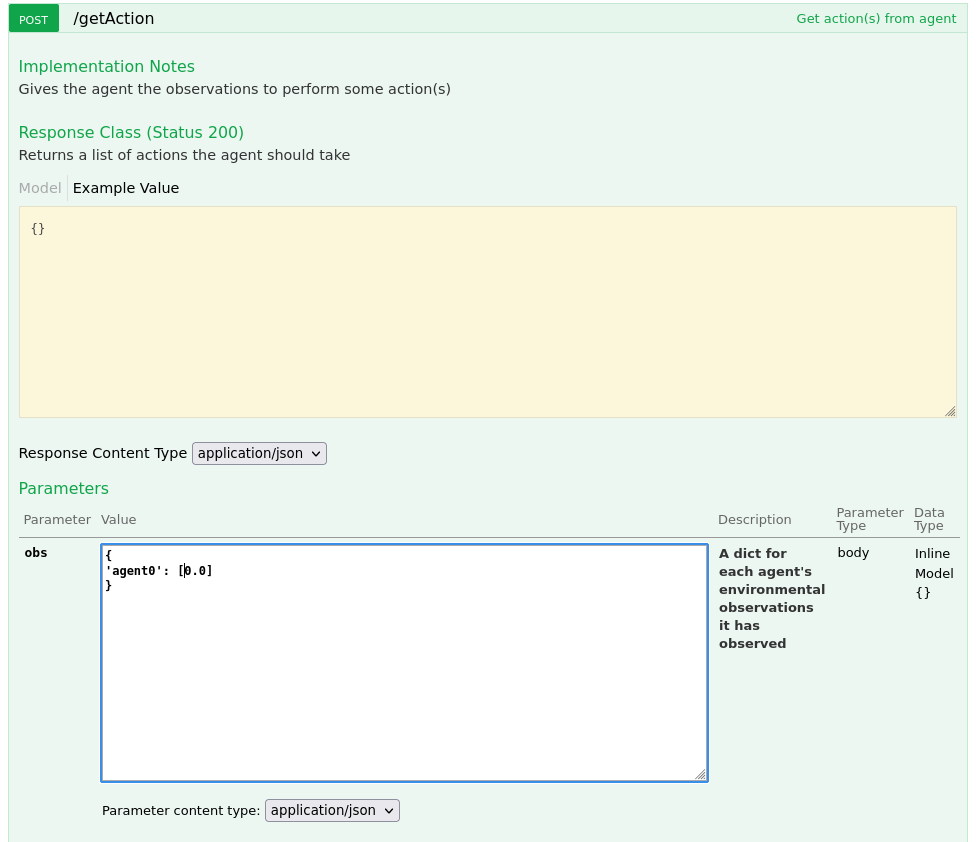 POST /getAction Get action(s) from agent
Implementation Notes
Gives the agent the observations to perform some action(s)
Response Class (Status 200)
Returns a list of actions the agent should take
Model Example Value
{}
Response Content Type application/json
Parameters
Parameter Value Description Parameter Type Data Type
obs
{
'agent0': [0.0]
}
A dict for
each agent's
environmental
observations
it has
observed
body
Inline
Model
{}
Parameter content type: application/json